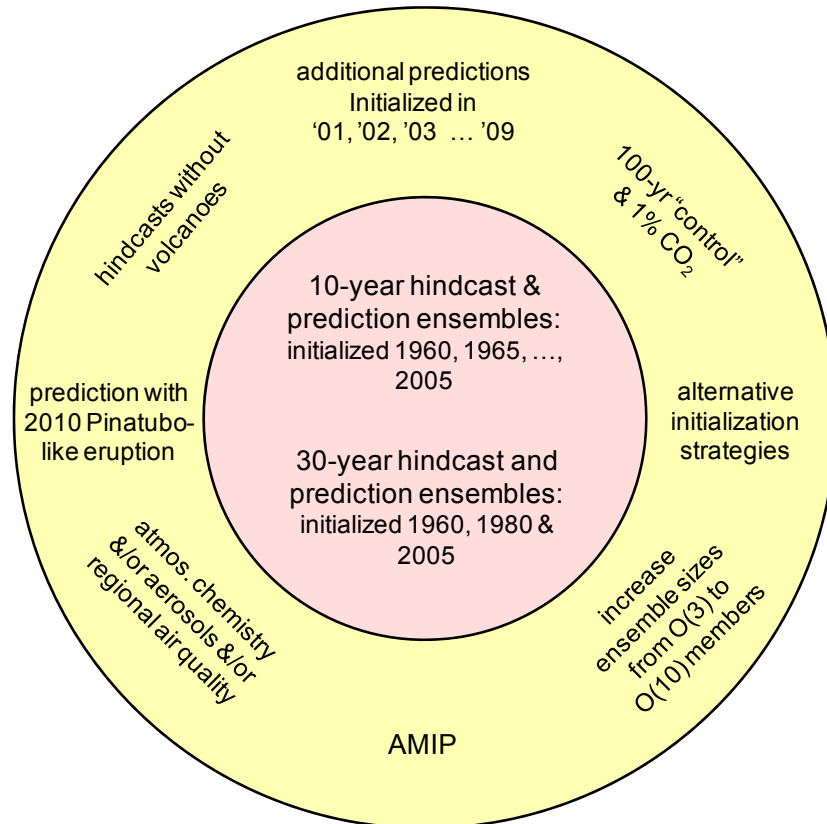 additional predictions
Initialized in
‘01, ’02, ’03 … ’09
hindcasts without
volcanoes
100-yr “control”
& 1% CO₂
10-year hindcast &
prediction ensembles:
initialized 1960, 1965, …,
2005
prediction with
2010 Pinatubo-
like eruption
alternative
initialization
strategies
30-year hindcast and
prediction ensembles:
initialized 1960, 1980 &
2005
atmos. chemistry
&/or aerosols &/or
regional air quality
increase
ensemble sizes
from O(3) to
O(10) members
AMIP